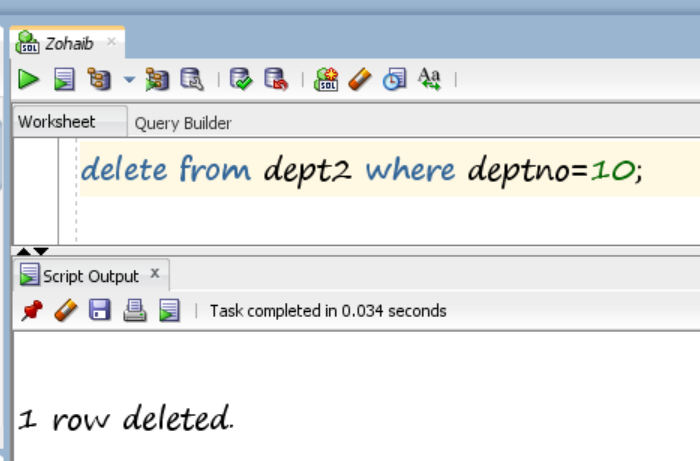 Zohaib
Worksheet
Query Builder
delete from dept2 where deptno=10;
Script Output
Task completed in 0.034 seconds
1 row deleted.